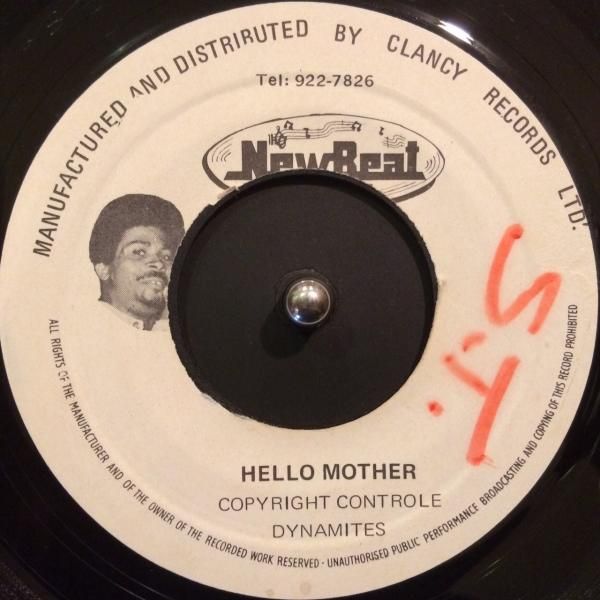 MANUFACTURED AND DISTRIBUTED BY CLANCY RECORDS LTD.
Tel: 922-7826
New Beat
HELLO MOTHER
COPYRIGHT CONTROLE
DYNAMITES
ALL RIGHTS OF THE MANUFACTURER AND OF THE OWNER OF THE RECORDED WORK RESERVED · UNAUTHORISED PUBLIC PERFORMANCE BROADCASTING AND COPYING OF THIS RECORD PROHIBITED